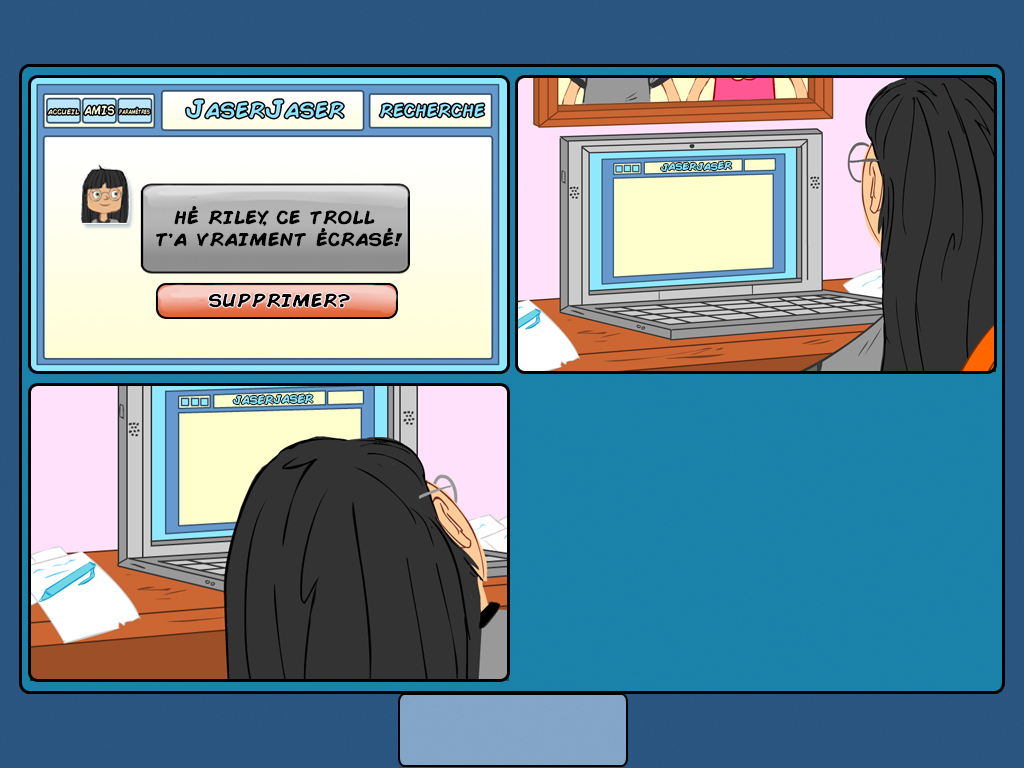 ACCUEIL AMIS PARAMÈTRES JASERJASER RECHERCHE
HÉ RILEY, CE TROLL
T'A VRAIMENT ÉCRASÉ!
SUPPRIMER?
JASERJASER
JASERJASER